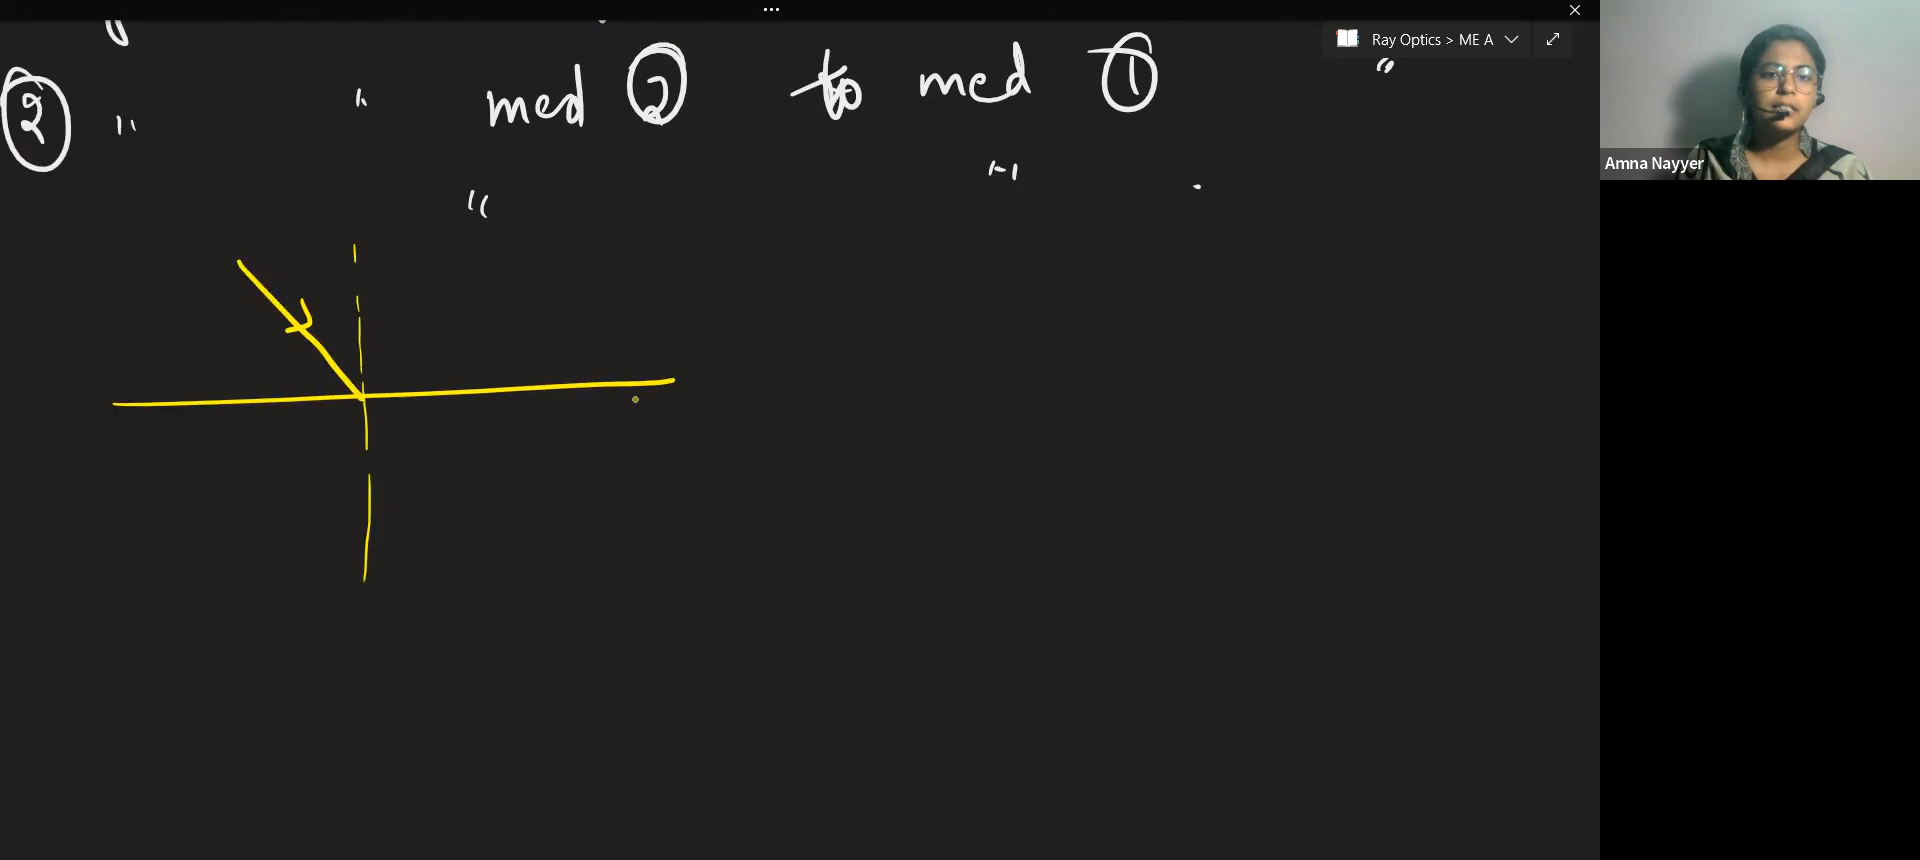 Ray Optics > ME A
② " " med ② to med ① "
" "
Amna Nayyer